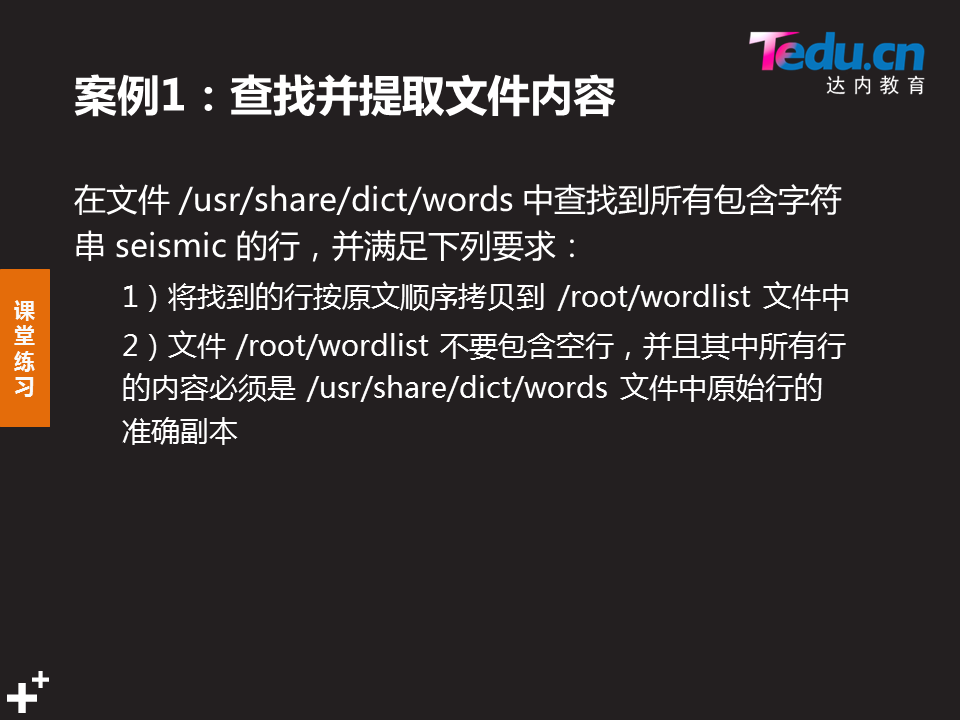 Tedu.cn
达内教育
案例1：查找并提取文件内容
在文件 /usr/share/dict/words 中查找到所有包含字符
串 seismic 的行，并满足下列要求：
1）将找到的行按原文顺序拷贝到 /root/wordlist 文件中
2）文件 /root/wordlist 不要包含空行，并且其中所有行
的内容必须是 /usr/share/dict/words 文件中原始行的
准确副本
课堂练习